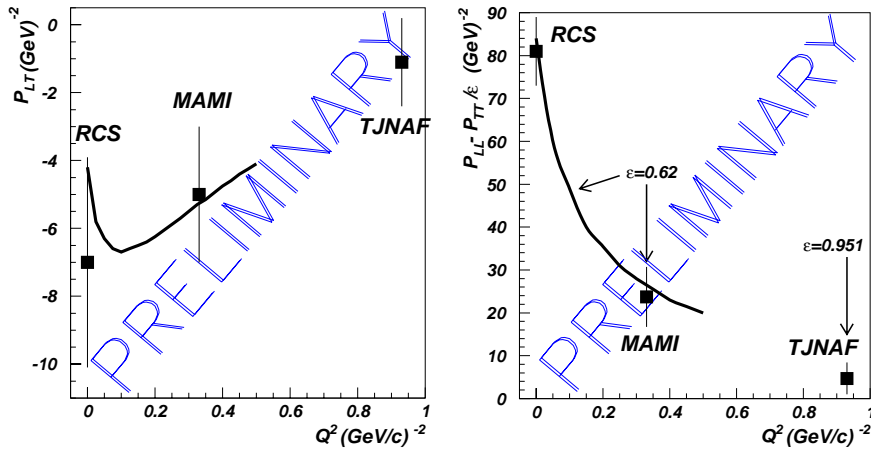 P_LT (GeV)^-2
0
-2
-4
-6
-8
-10
RCS
MAMI
TJNAF
PRELIMINARY
0 0.2 0.4 0.6 0.8 1
Q^2 (GeV/c)^-2
P_LL - P_TT /ε (GeV)^-2
90
80
70
60
50
40
30
20
10
0
RCS
ε=0.62
ε=0.951
MAMI
TJNAF
PRELIMINARY
0 0.2 0.4 0.6 0.8 1
Q^2 (GeV/c)^-2